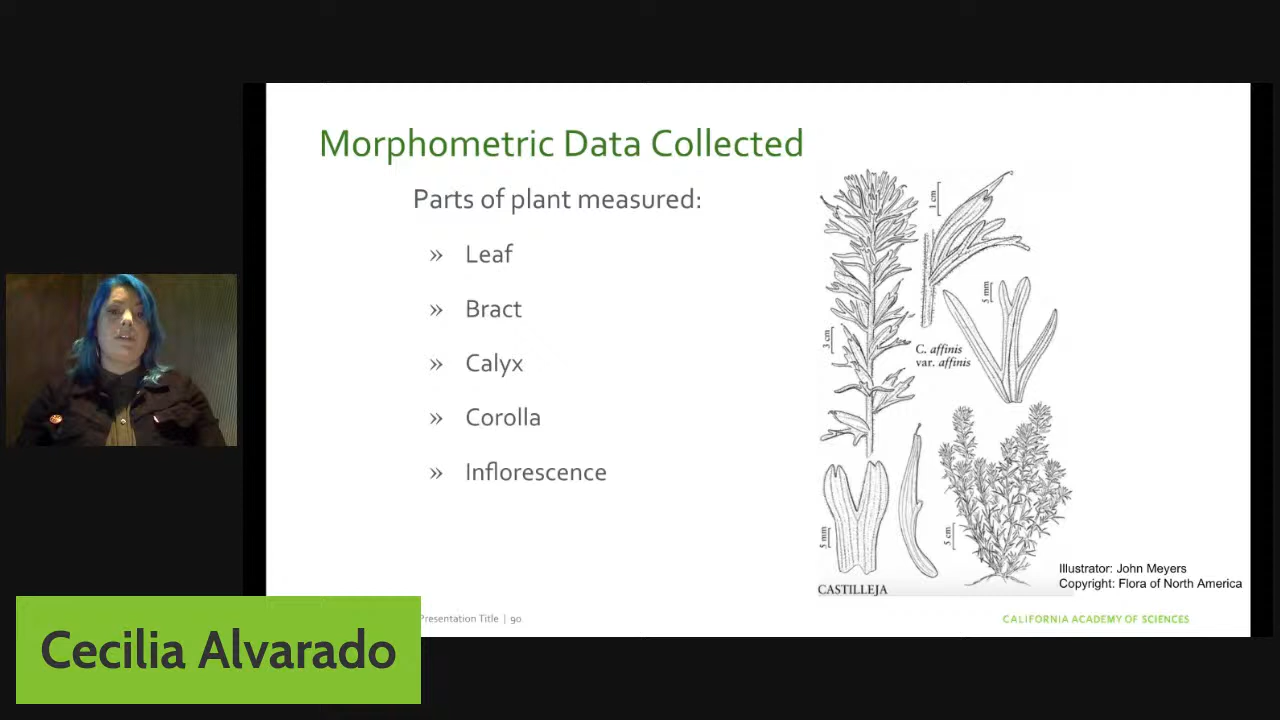 Morphometric Data Collected
Parts of plant measured:
» Leaf
» Bract
» Calyx
» Corolla
» Inflorescence
1 cm
5 mm
3 cm
C. affinis
var. affinis
5 mm
5 cm
CASTILLEJA
Illustrator: John Meyers
Copyright: Flora of North America
Presentation Title | 90
CALIFORNIA ACADEMY OF SCIENCES
Cecilia Alvarado